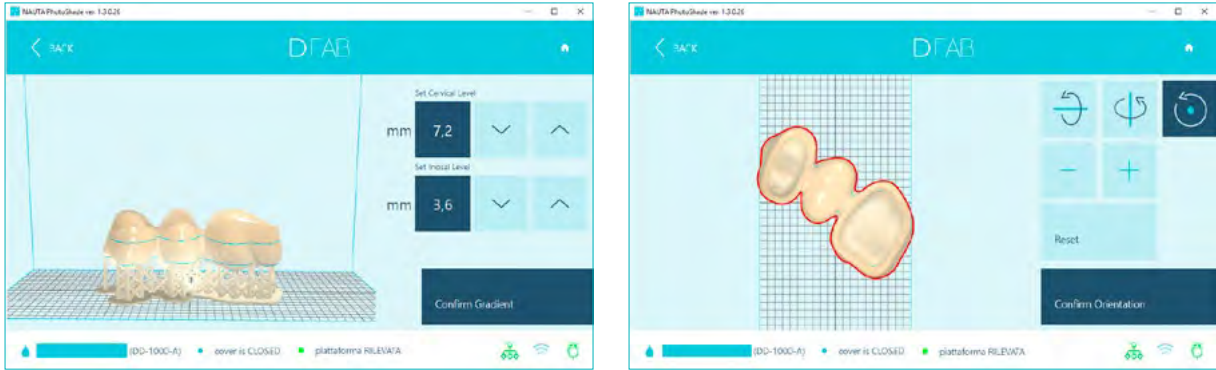 NAUTA PhotoShade ver. 1.3.0.26
BACK
DFAB
Set Cervical Level
mm 7,2
Set Incisal Level
mm 3,6
Confirm Gradient
(DD-1000-A) cover is CLOSED piattaforma RILEVATA
NAUTA PhotoShade ver. 1.3.0.26
BACK
DFAB
Reset
Confirm Orientation
(DD-1000-A) cover is CLOSED piattaforma RILEVATA